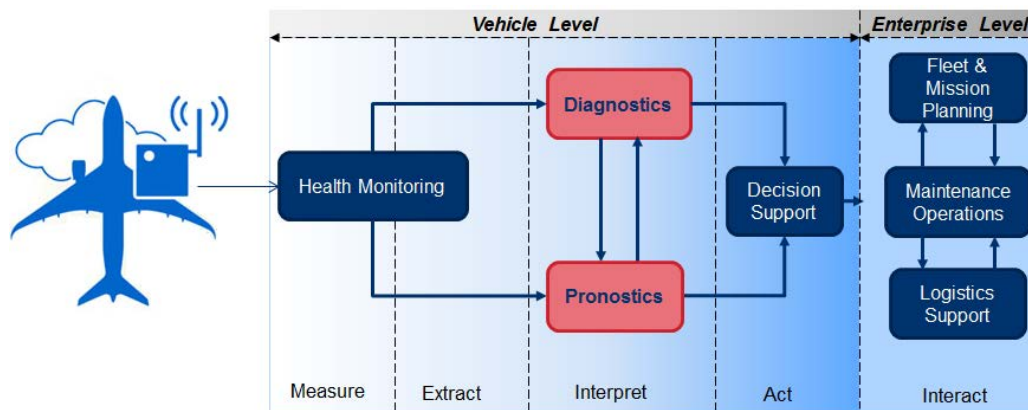 Vehicle Level
Enterprise Level
Fleet &
Mission
Planning
Diagnostics
Health Monitoring
Decision
Support
Maintenance
Operations
Pronostics
Logistics
Support
Measure
Extract
Interpret
Act
Interact